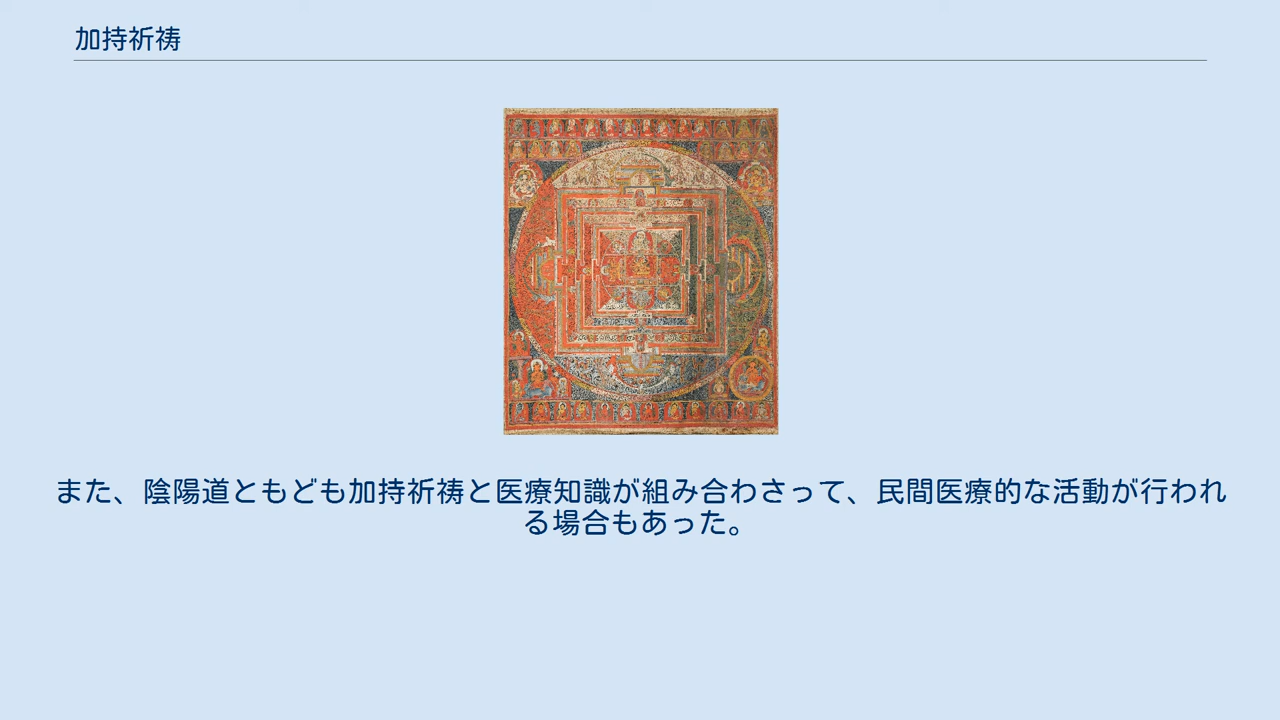 加持祈祷
また、陰陽道ともども加持祈祷と医療知識が組み合わさって、民間医療的な活動が行われ
る場合もあった。